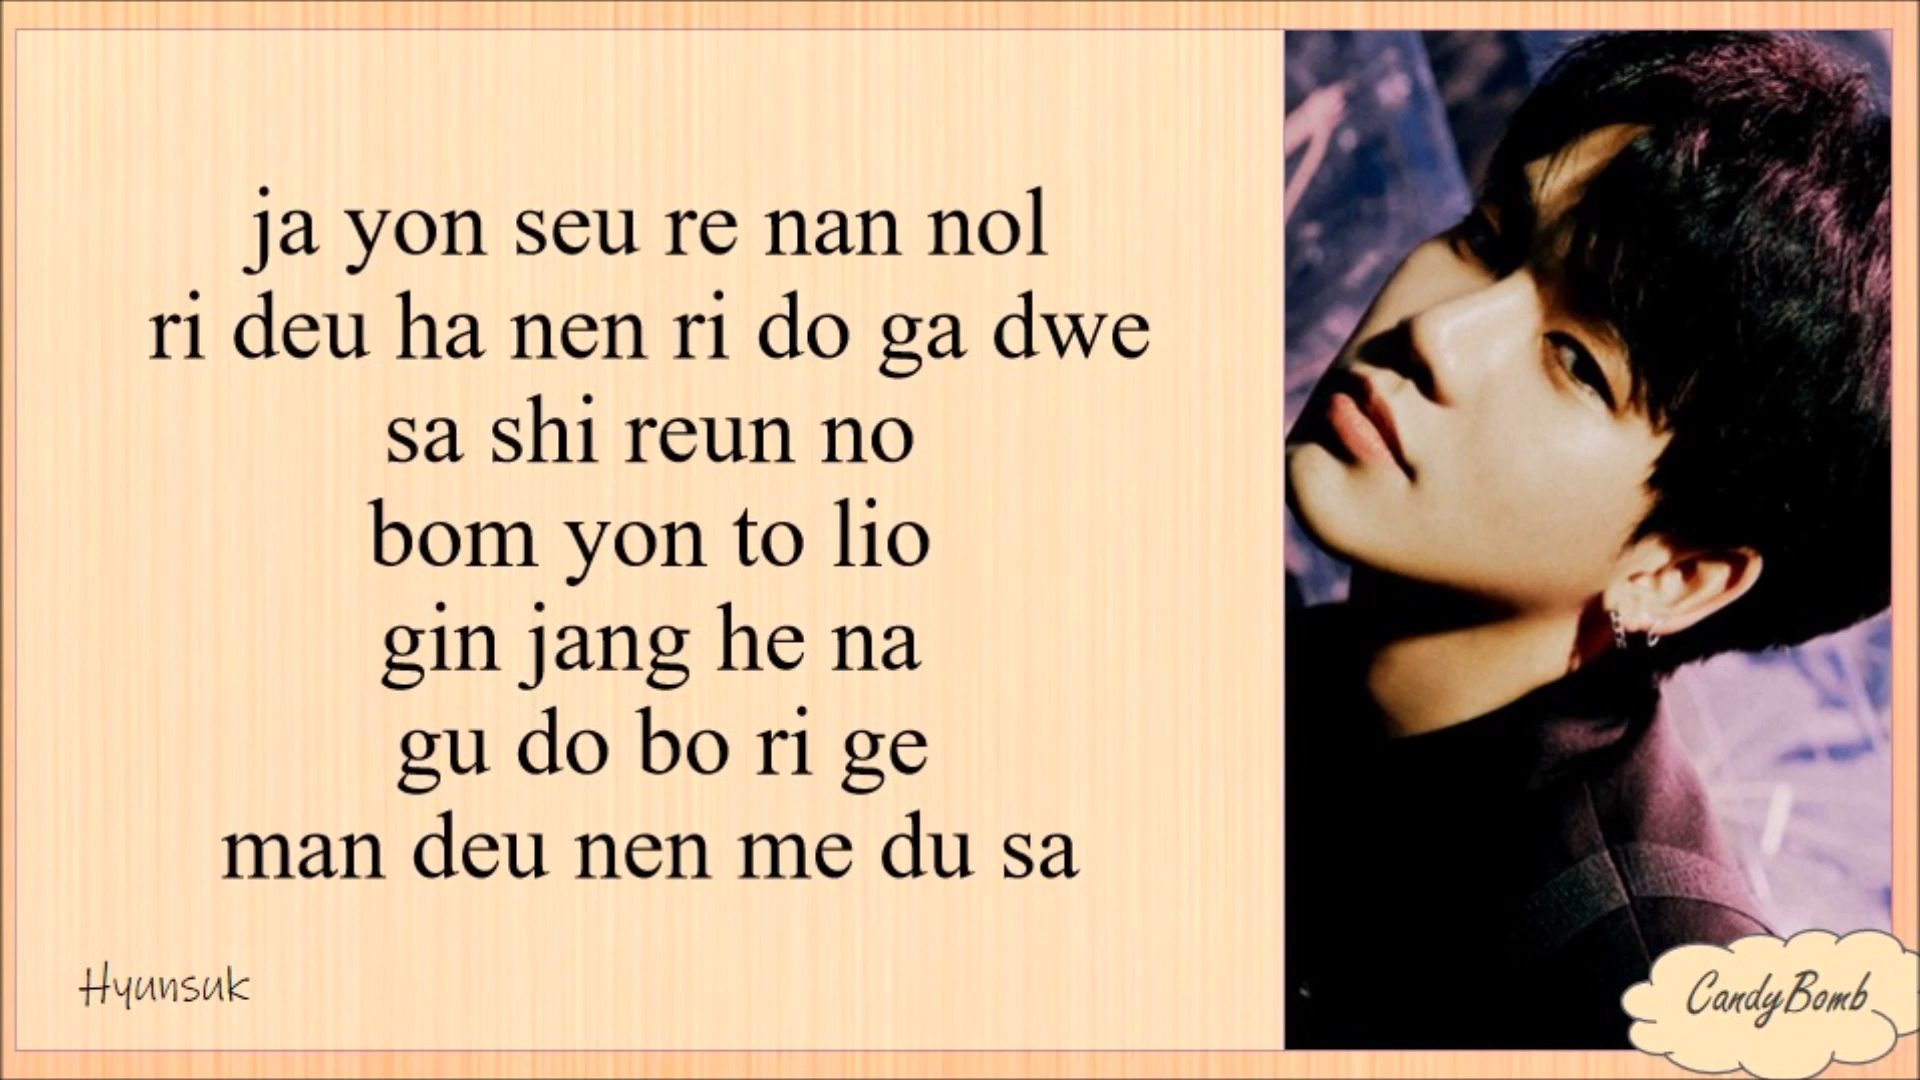 ja yon seu re nan nol
ri deu ha nen ri do ga dwe
sa shi reun no
bom yon to lio
gin jang he na
gu do bo ri ge
man deu nen me du sa
Hyunsuk
CandyBomb